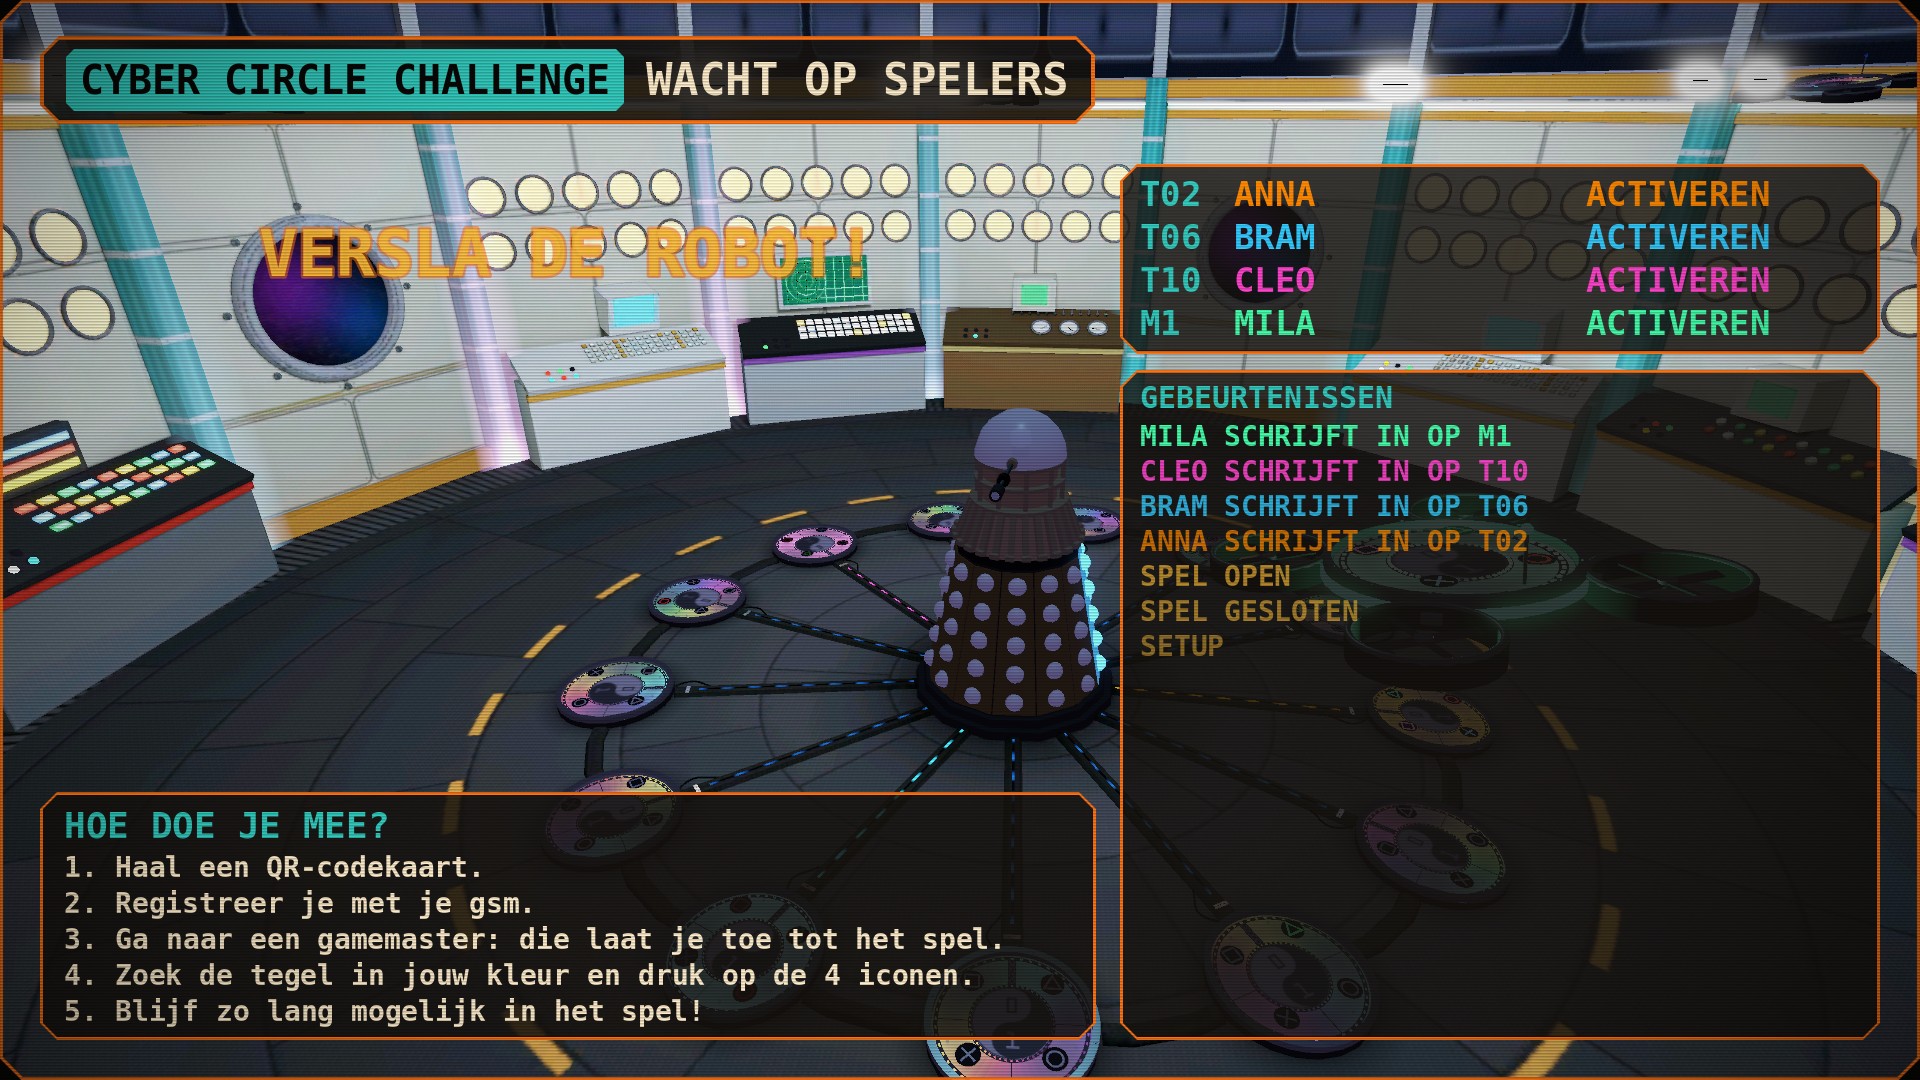 CYBER CIRCLE CHALLENGE WACHT OP SPELERS
VERSLA DE ROBOT!
T02 ANNA ACTIVEREN
T06 BRAM ACTIVEREN
T10 CLEO ACTIVEREN
M1 MILA ACTIVEREN
GEBEURTENISSEN
MILA SCHRIJFT IN OP M1
CLEO SCHRIJFT IN OP T10
BRAM SCHRIJFT IN OP T06
ANNA SCHRIJFT IN OP T02
SPEL OPEN
SPEL GESLOTEN
SETUP
HOE DOE JE MEE?
1. Haal een QR-codekaart.
2. Registreer je met je gsm.
3. Ga naar een gamemaster: die laat je toe tot het spel.
4. Zoek de tegel in jouw kleur en druk op de 4 iconen.
5. Blijf zo lang mogelijk in het spel!